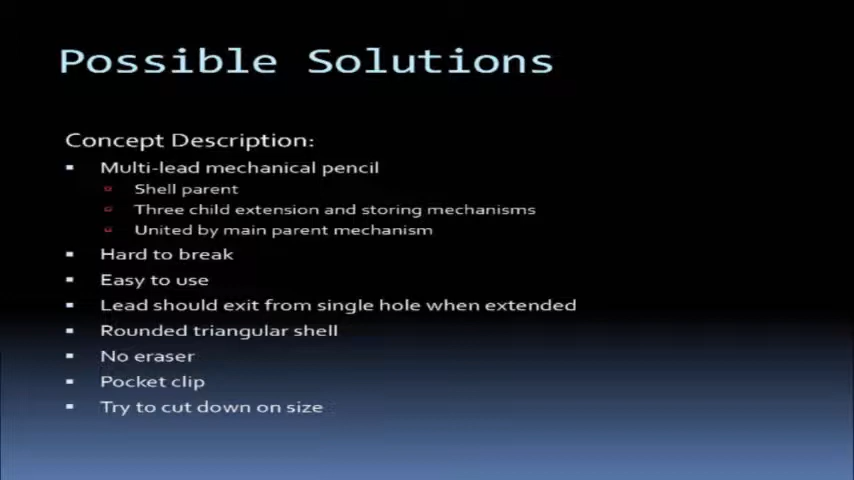 Possible Solutions
Concept Description:
Multi-lead mechanical pencil
Shell parent
Three child extension and storing mechanisms
United by main parent mechanism
Hard to break
Easy to use
Lead should exit from single hole when extended
Rounded triangular shell
No eraser
Pocket clip
Try to cut down on size